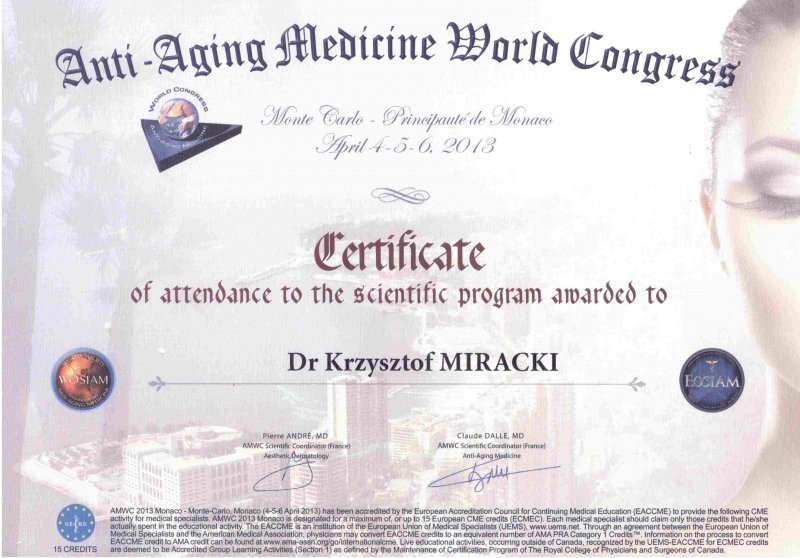 Anti-Aging Medicine World Congress
WORLD CONGRESS
ANTI-AGING MEDICINE
Monte Carlo - Principauté de Monaco
April 4-5-6, 2013
Certificate
of attendance to the scientific program awarded to
Dr Krzysztof MIRACKI
WOSIAM
EOSIAM
Pierre ANDRÉ, MD
AMWC Scientific Coordinator (France)
Aesthetic Dermatology
Claude DALLE, MD
AMWC Scientific Coordinator (France)
Anti-Aging Medicine
U.E.M.S.
15 CREDITS
AMWC 2013 Monaco - Monte-Carlo, Monaco (4-5-6 April 2013) has been accredited by the European Accreditation Council for Continuing Medical Education (EACCME) to provide the following CME
activity for medical specialists. AMWC 2013 Monaco is designated for a maximum of, or up to 15 European CME credits (ECMEC). Each medical specialist should claim only those credits that he/she
actually spent in the educational activity. The EACCME is an institution of the European Union of Medical Specialists (UEMS), www.uems.net. Through an agreement between the European Union of
Medical Specialists and the American Medical Association, physicians may convert EACCME credits to an equivalent number of AMA PRA Category 1 Credits™. Information on the process to convert
EACCME credit to AMA credit can be found at www.ama-assn.org/go/internationalcme. Live educational activities, occurring outside of Canada, recognized by the UEMS-EACCME for ECMEC credits
are deemed to be Accredited Group Learning Activities (Section 1) as defined by the Maintenance of Certification Program of The Royal College of Physicians and Surgeons of Canada.